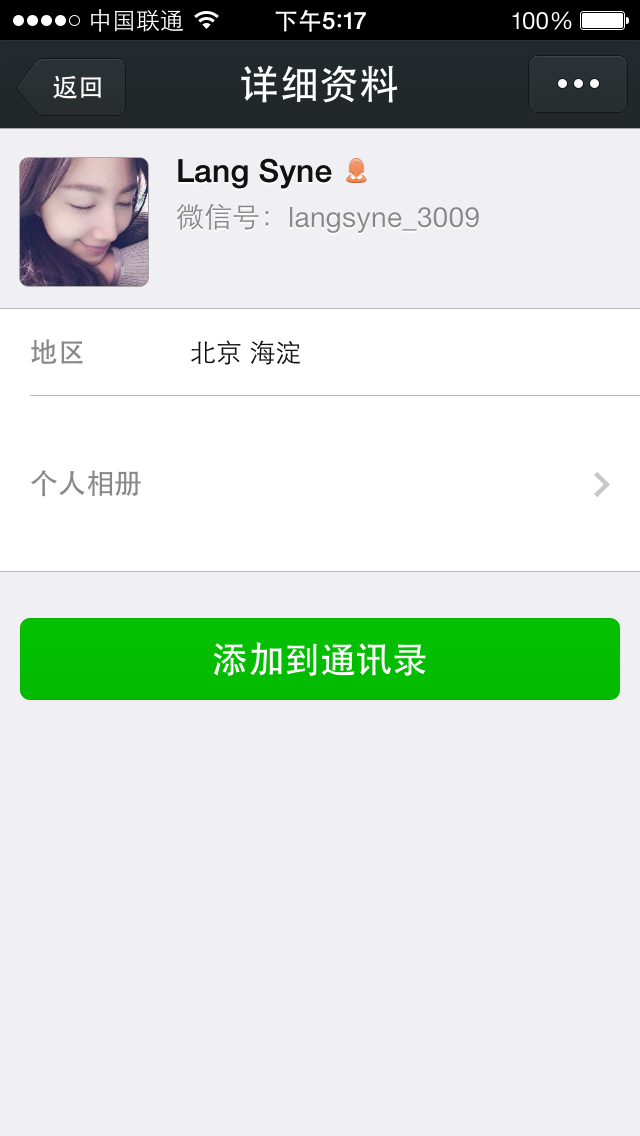 中国联通 下午5:17 100%
返回 详细资料
Lang Syne
微信号：langsyne_3009
地区 北京 海淀
个人相册
添加到通讯录